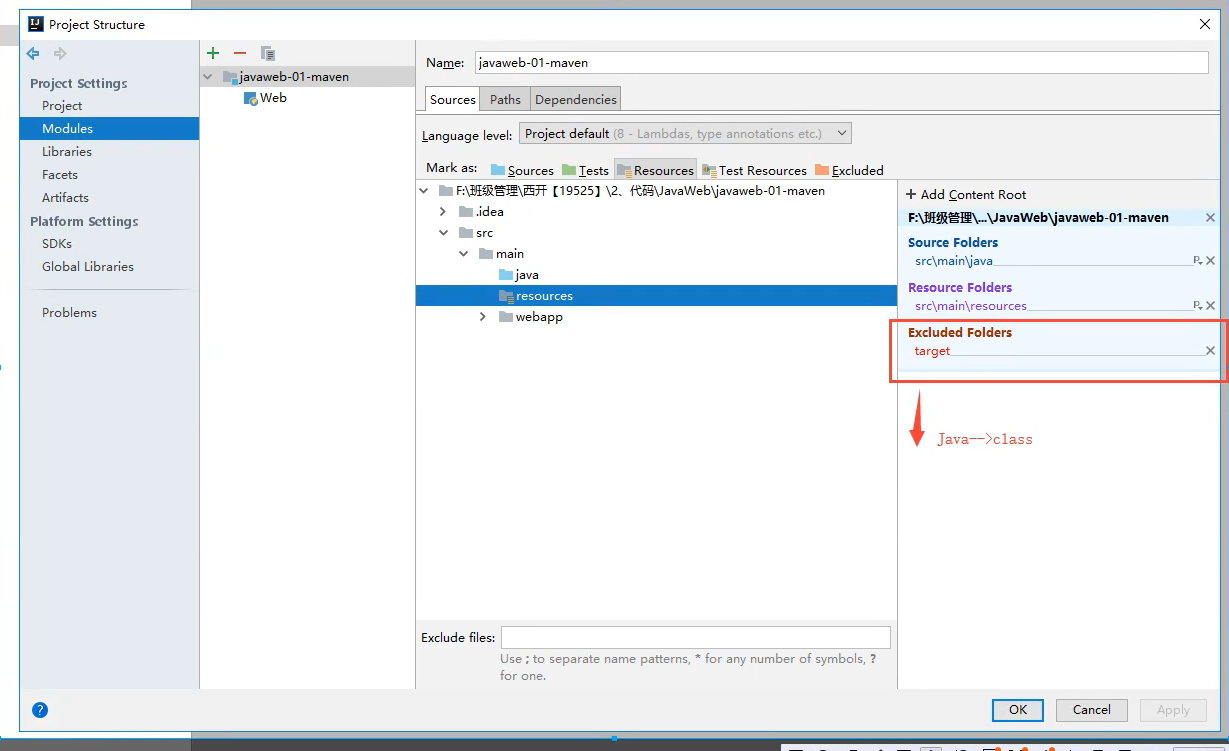 Project Structure
Project Settings
Project
Modules
Libraries
Facets
Artifacts
Platform Settings
SDKs
Global Libraries
Problems
javaweb-01-maven
Web
Name: javaweb-01-maven
Sources Paths Dependencies
Language level: Project default (8 - Lambdas, type annotations etc.)
Mark as: Sources Tests Resources Test Resources Excluded
F:\班级管理\西开【19525】\2、代码\JavaWeb\javaweb-01-maven
.idea
src
main
java
resources
webapp
+ Add Content Root
F:\班级管理\...\JavaWeb\javaweb-01-maven
Source Folders
src\main\java
Resource Folders
src\main\resources
Excluded Folders
target
Java-->class
Exclude files:
Use ; to separate name patterns, * for any number of symbols, ?
for one.
?
OK Cancel Apply